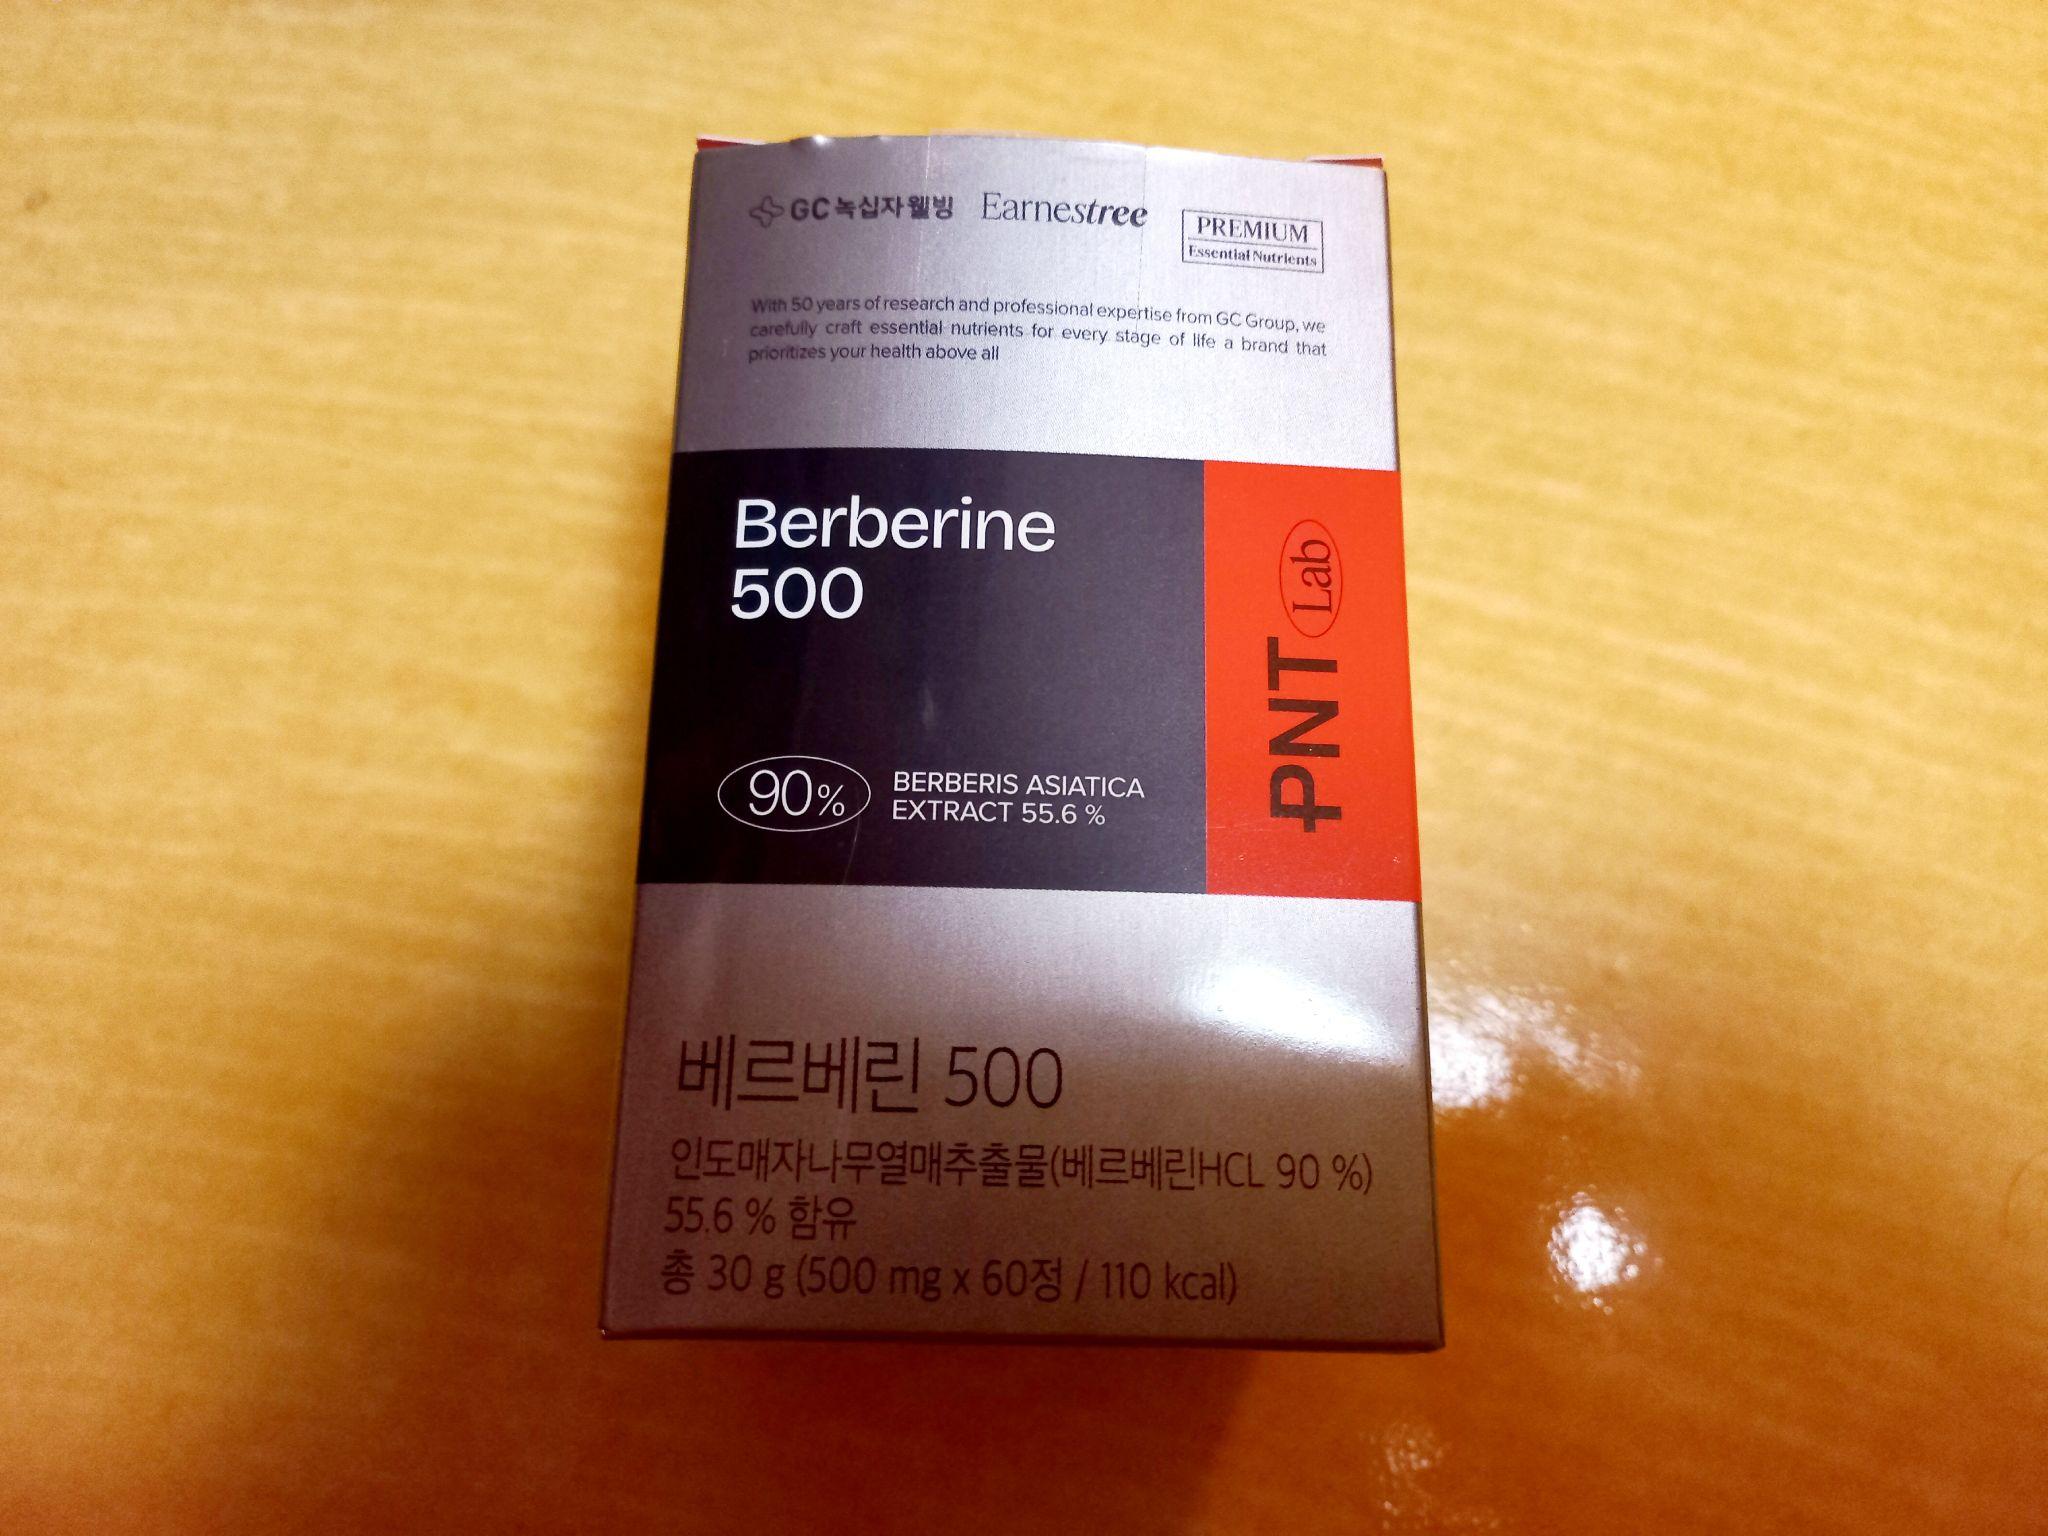 GC녹십자웰빙 Earnestree
PREMIUM
Essential Nutrients
With 50 years of research and professional expertise from GC Group, we
carefully craft essential nutrients for every stage of life a brand that
prioritizes your health above all
Berberine
500
90%
BERBERIS ASIATICA
EXTRACT 55.6 %
PNT Lab
베르베린 500
인도매자나무열매추출물(베르베린HCL 90 %)
55.6 % 함유
총 30 g (500 mg x 60정 / 110 kcal)